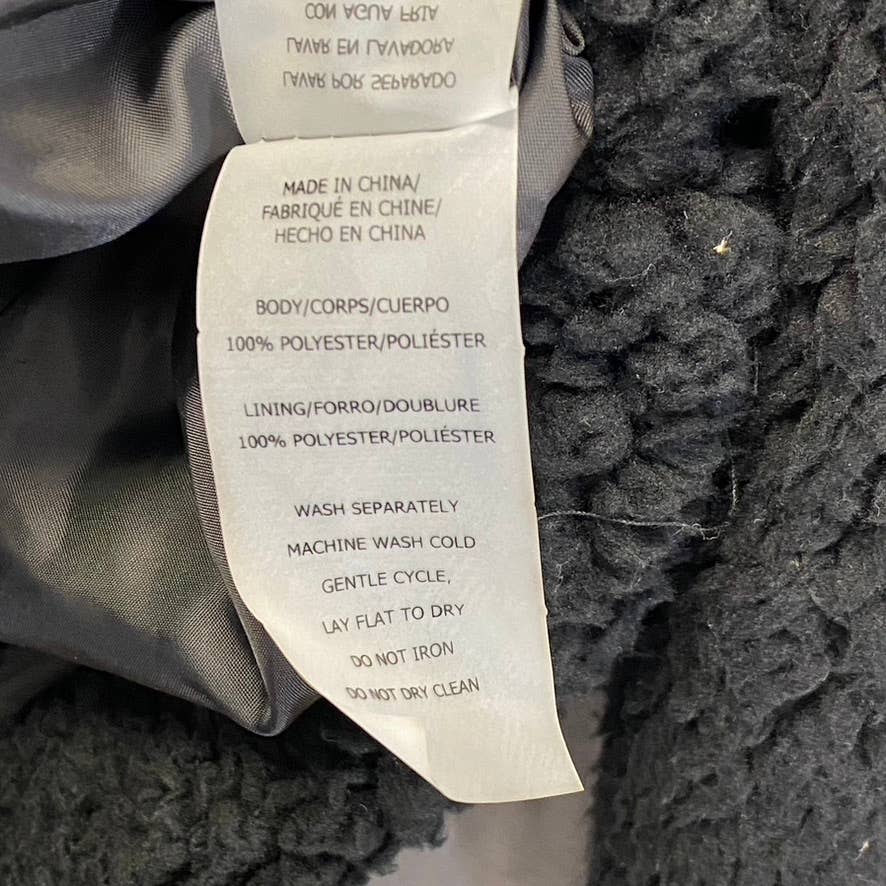 CON AGUA FRIA
LAVAR EN LAVADORA
LAVAR POR SEPARADO
MADE IN CHINA/
FABRIQUÉ EN CHINE/
HECHO EN CHINA
BODY/CORPS/CUERPO
100% POLYESTER/POLIÉSTER
LINING/FORRO/DOUBLURE
100% POLYESTER/POLIÉSTER
WASH SEPARATELY
MACHINE WASH COLD
GENTLE CYCLE,
LAY FLAT TO DRY
DO NOT IRON
DO NOT DRY CLEAN